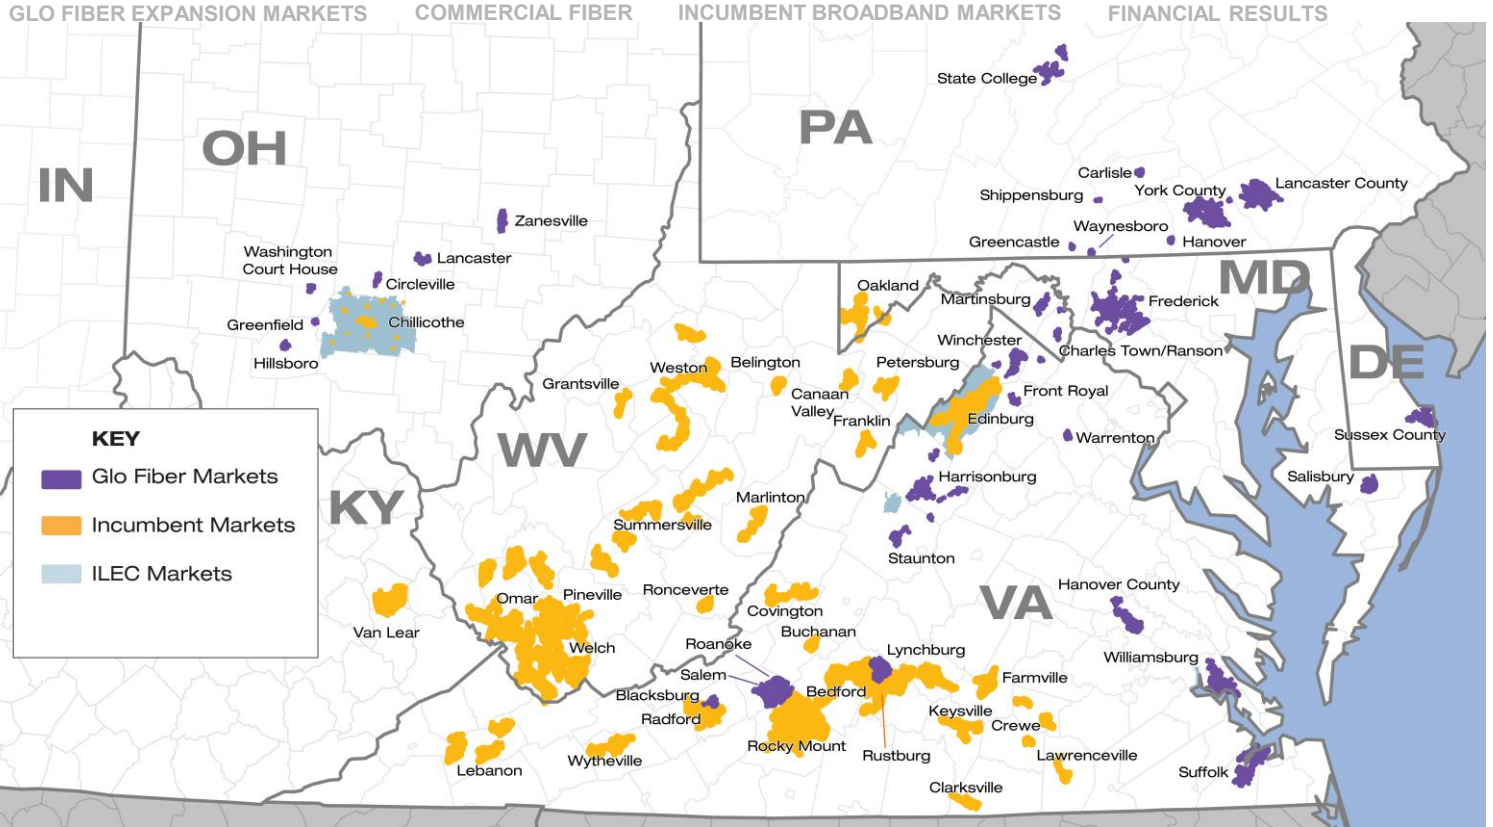 GLO FIBER EXPANSION MARKETS
COMMERCIAL FIBER
INCUMBENT BROADBAND MARKETS
FINANCIAL RESULTS
State College
PA
OH
IN
Carlisle
Shippensburg
York County
Lancaster County
Waynesboro
Greencastle
Hanover
Zanesville
Washington
Court House
Lancaster
Circleville
Greenfield
Chillicothe
Hillsboro
MD
Oakland
Martinsburg
Frederick
Winchester
Charles Town/Ranson
DE
Weston
Belington
Petersburg
Grantsville
Canaan
Valley
Franklin
Front Royal
Edinburg
Warrenton
Sussex County
WV
KEY
Glo Fiber Markets
Incumbent Markets
ILEC Markets
KY
Harrisonburg
Salisbury
Marlinton
Summersville
Staunton
Omar
Pineville
Ronceverte
Covington
Hanover County
VA
Van Lear
Welch
Roanoke
Buchanan
Lynchburg
Williamsburg
Salem
Blacksburg
Bedford
Farmville
Radford
Keysville
Crewe
Rocky Mount
Rustburg
Lawrenceville
Lebanon
Wytheville
Suffolk
Clarksville